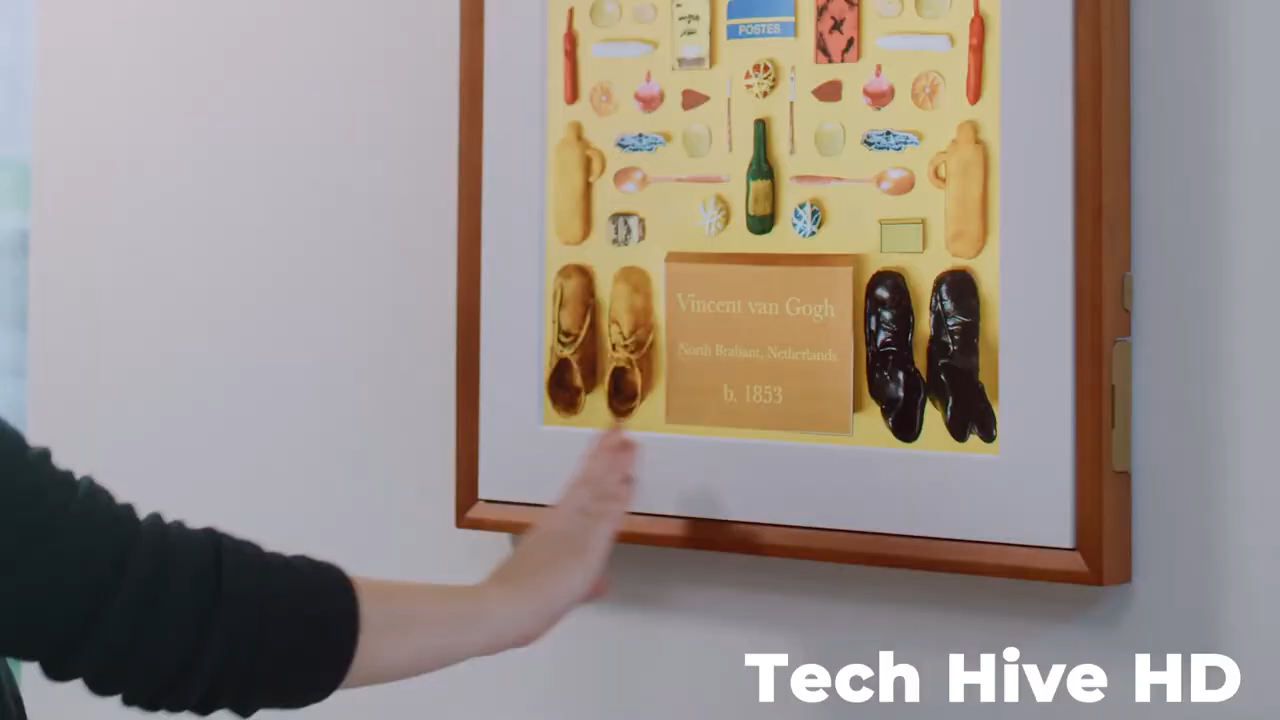 POSTES
Vincent van Gogh
North Brabant, Netherlands
b. 1853
Tech Hive HD